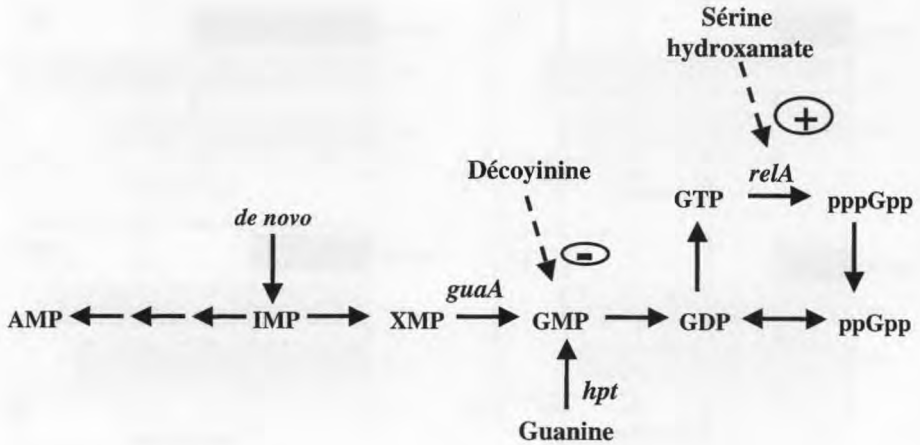 Sérine
hydroxamate
+
Décoyinine
relA
GTP
pppGpp
de novo
-
guaA
AMP
IMP
XMP
GMP
GDP
ppGpp
hpt
Guanine